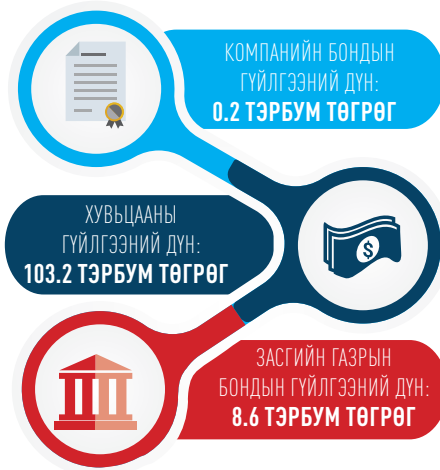 КОМПАНИЙН БОНДЫН
ГҮЙЛГЭЭНИЙ ДҮН:
0.2 ТЭРБУМ ТӨГРӨГ
ХУВЬЦААНЫ
ГҮЙЛГЭЭНИЙ ДҮН:
103.2 ТЭРБУМ ТӨГРӨГ
$
ЗАСГИЙН ГАЗРЫН
БОНДЫН ГҮЙЛГЭЭНИЙ ДҮН:
8.6 ТЭРБУМ ТӨГРӨГ